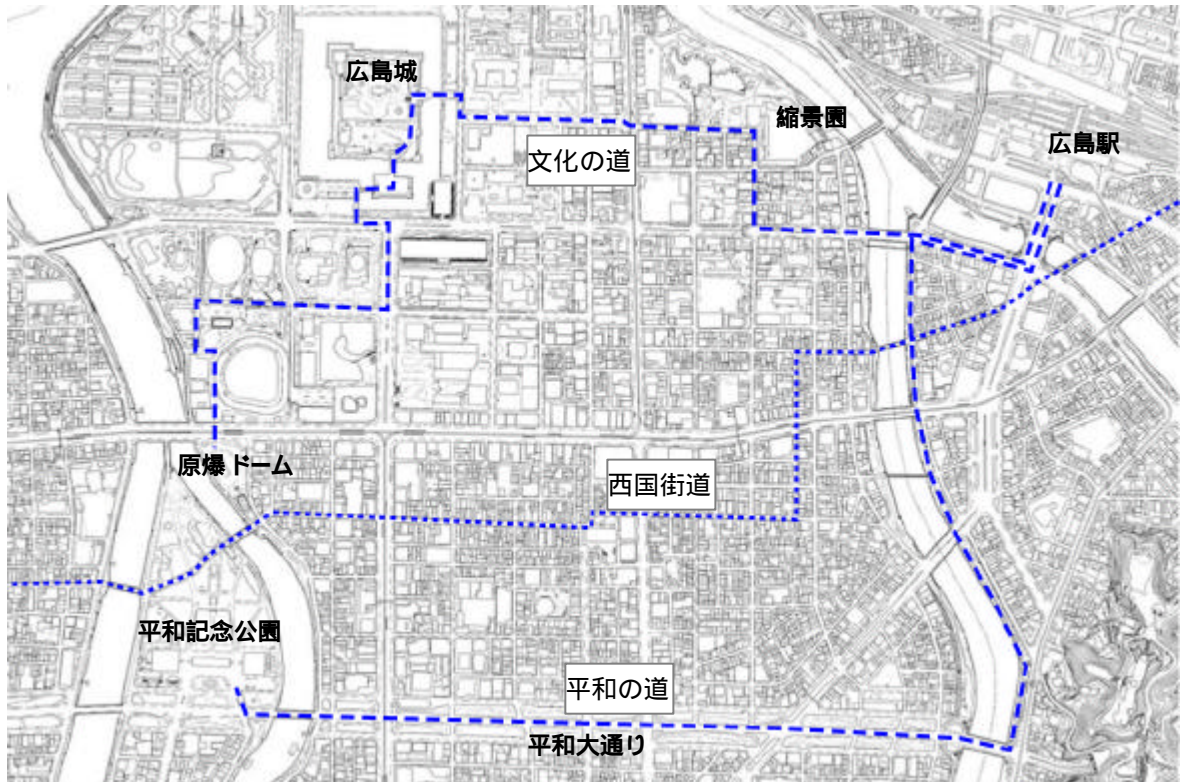 広島城
縮景園
広島駅
文化の道
原爆ドーム
西国街道
平和記念公園
平和の道
平和大通り